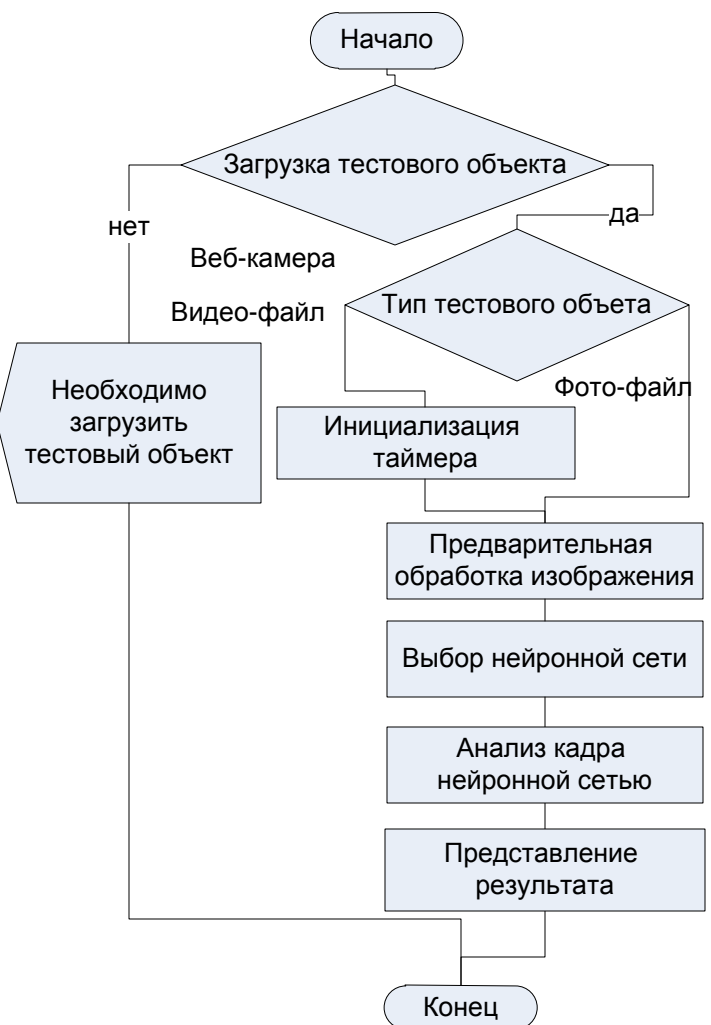 Начало
Загрузка тестового объекта
нет
да
Веб-камера
Видео-файл
Тип тестового объета
Необходимо
загрузить
тестовый объект
Фото-файл
Инициализация
таймера
Предварительная
обработка изображения
Выбор нейронной сети
Анализ кадра
нейронной сетью
Представление
результата
Конец